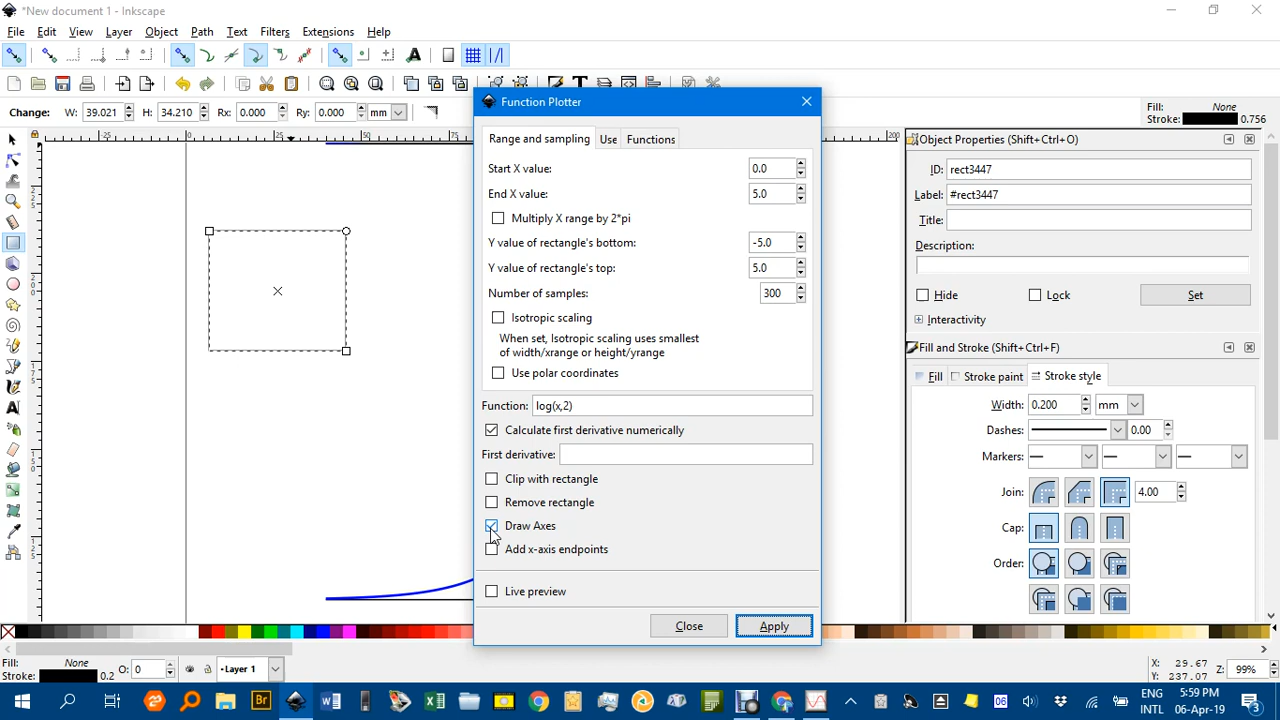 *New document 1 - Inkscape
File Edit View Layer Object Path Text Filters Extensions Help
Change: W: 39.021 H: 34.210 Rx: 0.000 Ry: 0.000 mm
Fill: None
Stroke: 0.756
Function Plotter
Range and sampling Use Functions
Start X value: 0.0
End X value: 5.0
Multiply X range by 2*pi
Y value of rectangle's bottom: -5.0
Y value of rectangle's top: 5.0
Number of samples: 300
Isotropic scaling
When set, Isotropic scaling uses smallest
of width/xrange or height/yrange
Use polar coordinates
Function: log(x,2)
Calculate first derivative numerically
First derivative:
Clip with rectangle
Remove rectangle
Draw Axes
Add x-axis endpoints
Live preview
Close Apply
Object Properties (Shift+Ctrl+O)
ID: rect3447
Label: #rect3447
Title:
Description:
Hide Lock Set
Interactivity
Fill and Stroke (Shift+Ctrl+F)
Fill Stroke paint Stroke style
Width: 0.200 mm
Dashes: 0.00
Markers:
Join: 4.00
Cap:
Order:
Fill: None
Stroke: 0.2 O: 0 Layer 1
X: 29.67
Y: 237.07 Z: 99%
ENG
INTL
5:59 PM
06-Apr-19